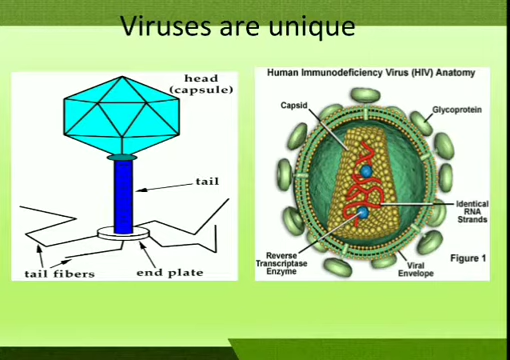 Viruses are unique
head
(capsule)
tail
tail fibers
end plate
Human Immunodeficiency Virus (HIV) Anatomy
Capsid
Glycoprotein
Identical
RNA
Strands
Reverse
Transcriptase
Enzyme
Viral
Envelope
Figure 1